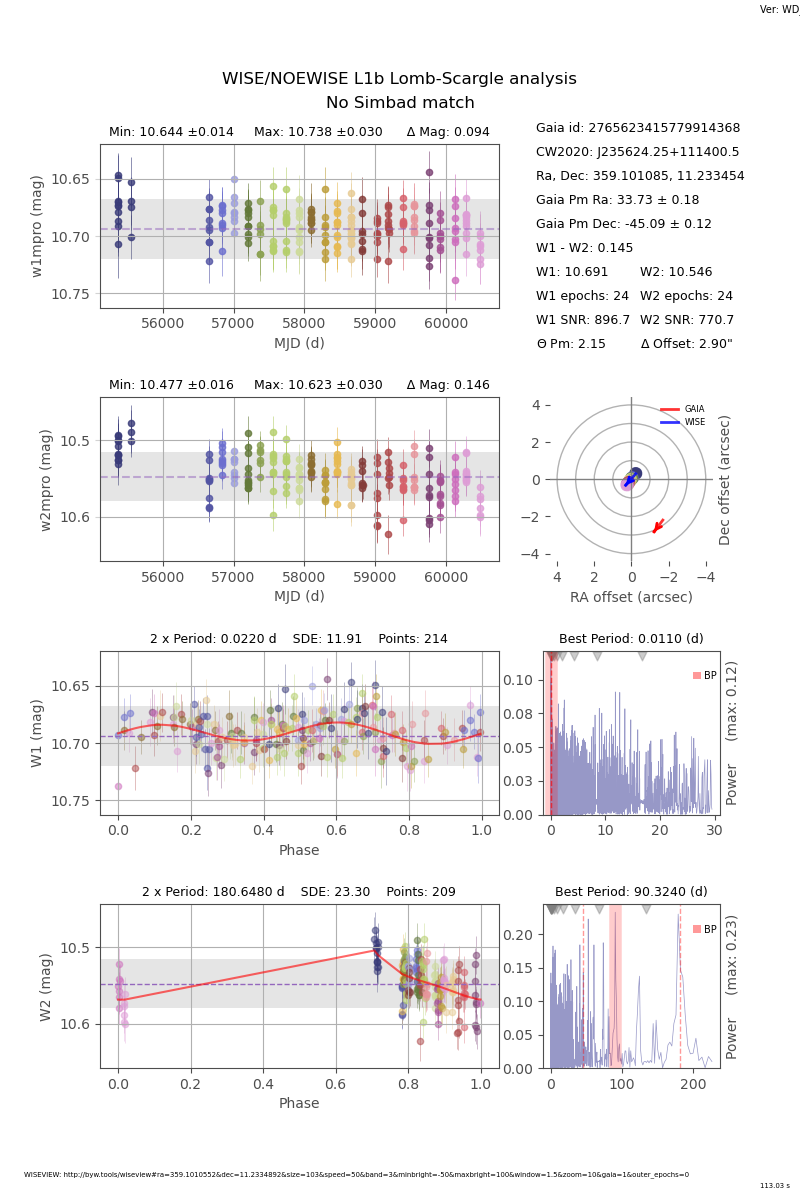 Ver: WD_
WISE/NOEWISE L1b Lomb-Scargle analysis
No Simbad match
Min: 10.644 ±0.014 Max: 10.738 ±0.030 Δ Mag: 0.094
w1mpro (mag)
10.65
10.70
10.75
56000 57000 58000 59000 60000
MJD (d)
Gaia id: 2765623415779914368
CW2020: J235624.25+111400.5
Ra, Dec: 359.101085, 11.233454
Gaia Pm Ra: 33.73 ± 0.18
Gaia Pm Dec: -45.09 ± 0.12
W1 - W2: 0.145
W1: 10.691 W2: 10.546
W1 epochs: 24 W2 epochs: 24
W1 SNR: 896.7 W2 SNR: 770.7
Θ Pm: 2.15 Δ Offset: 2.90"
Min: 10.477 ±0.016 Max: 10.623 ±0.030 Δ Mag: 0.146
w2mpro (mag)
10.5
10.6
56000 57000 58000 59000 60000
MJD (d)
GAIA
WISE
4
2
0
−2
−4
4 2 0 −2 −4
RA offset (arcsec)
Dec offset (arcsec)
2 x Period: 0.0220 d SDE: 11.91 Points: 214
W1 (mag)
10.65
10.70
10.75
0.0 0.2 0.4 0.6 0.8 1.0
Phase
Best Period: 0.0110 (d)
BP
0.10
0.08
0.05
0.03
0.00
0 10 20 30
Power (max: 0.12)
2 x Period: 180.6480 d SDE: 23.30 Points: 209
W2 (mag)
10.5
10.6
0.0 0.2 0.4 0.6 0.8 1.0
Phase
Best Period: 90.3240 (d)
BP
0.20
0.15
0.10
0.05
0.00
0 100 200
Power (max: 0.23)
WISEVIEW: http://byw.tools/wiseview#ra=359.1010552&dec=11.2334892&size=103&speed=50&band=3&minbright=-50&maxbright=100&window=1.5&zoom=10&gaia=1&outer_epochs=0
113.03 s